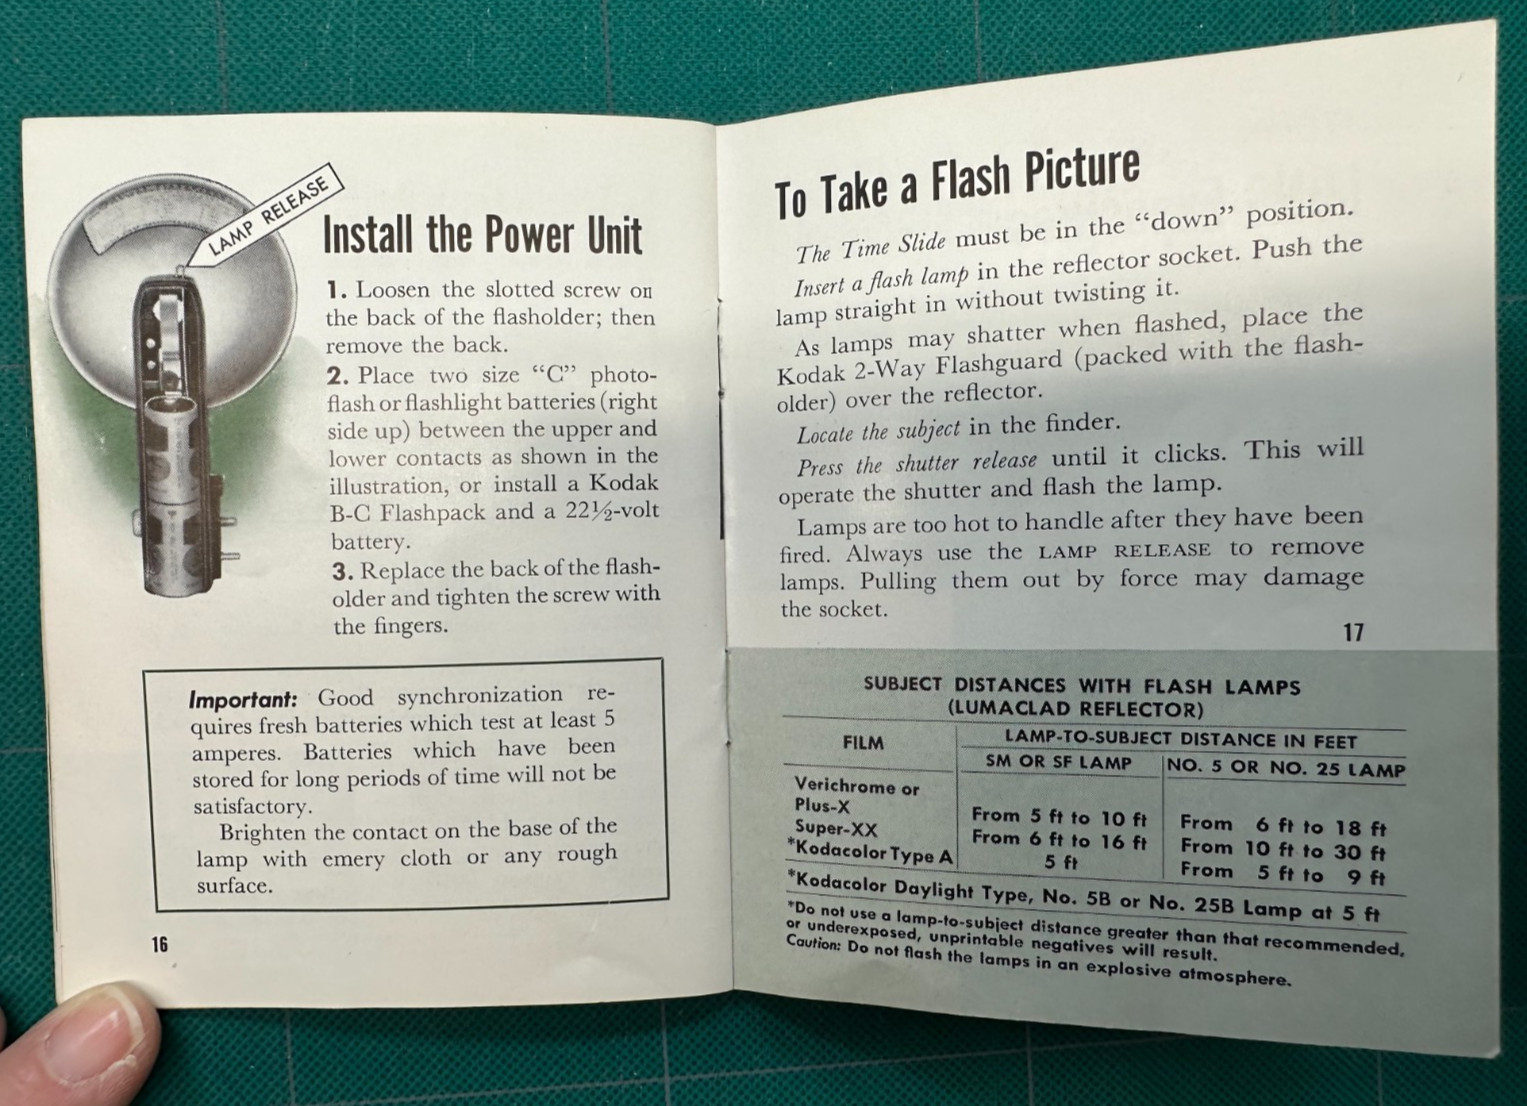 LAMP RELEASE
Install the Power Unit
1. Loosen the slotted screw on
the back of the flasholder; then
remove the back.
2. Place two size “C” photo-
flash or flashlight batteries (right
side up) between the upper and
lower contacts as shown in the
illustration, or install a Kodak
B-C Flashpack and a 22½-volt
battery.
3. Replace the back of the flash-
older and tighten the screw with
the fingers.
Important: Good synchronization re-
quires fresh batteries which test at least 5
amperes. Batteries which have been
stored for long periods of time will not be
satisfactory.
Brighten the contact on the base of the
lamp with emery cloth or any rough
surface.
16
To Take a Flash Picture
The Time Slide must be in the “down” position.
Insert a flash lamp in the reflector socket. Push the
lamp straight in without twisting it.
As lamps may shatter when flashed, place the
Kodak 2-Way Flashguard (packed with the flash-
older) over the reflector.
Locate the subject in the finder.
Press the shutter release until it clicks. This will
operate the shutter and flash the lamp.
Lamps are too hot to handle after they have been
fired. Always use the LAMP RELEASE to remove
lamps. Pulling them out by force may damage
the socket.
17
SUBJECT DISTANCES WITH FLASH LAMPS
(LUMACLAD REFLECTOR)
FILM LAMP-TO-SUBJECT DISTANCE IN FEET
SM OR SF LAMP NO. 5 OR NO. 25 LAMP
Verichrome or
Plus-X From 5 ft to 10 ft From 6 ft to 18 ft
Super-XX From 6 ft to 16 ft From 10 ft to 30 ft
*Kodacolor Type A 5 ft From 5 ft to 9 ft
*Kodacolor Daylight Type, No. 5B or No. 25B Lamp at 5 ft
*Do not use a lamp-to-subject distance greater than that recommended,
or underexposed, unprintable negatives will result.
Caution: Do not flash the lamps in an explosive atmosphere.